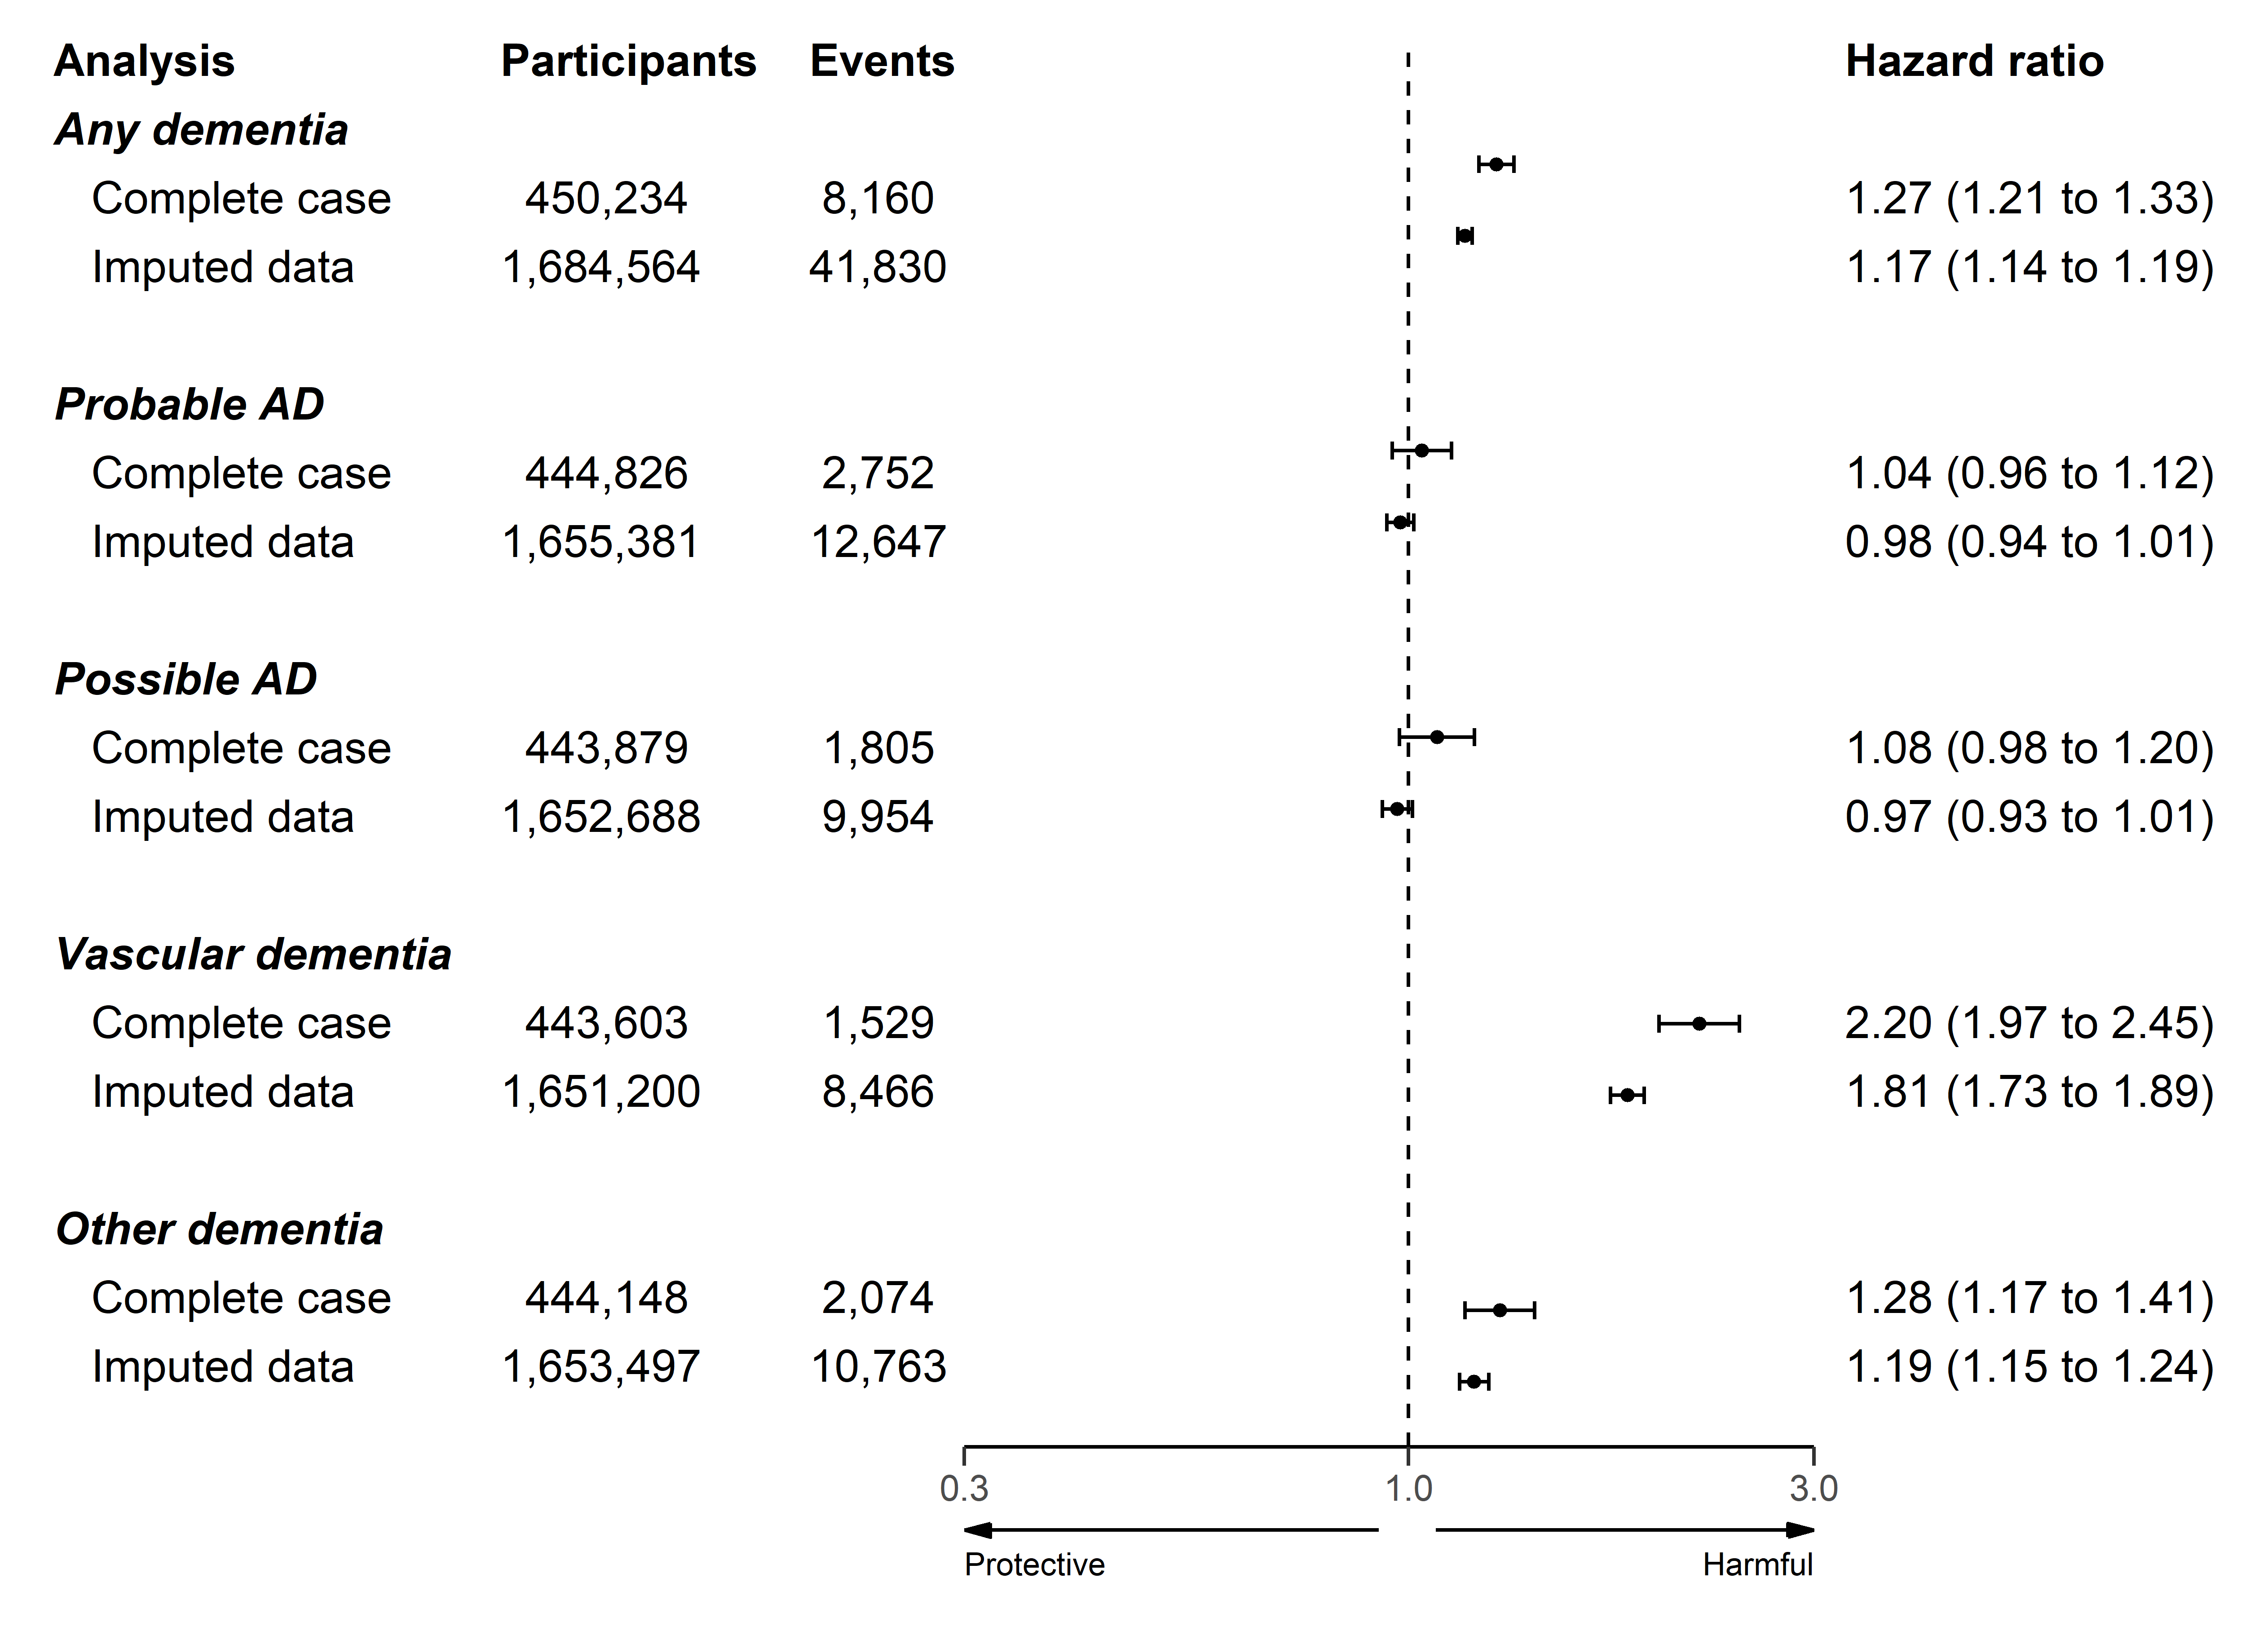 Analysis Participants Events Hazard ratio
Any dementia
Complete case 450,234 8,160 1.27 (1.21 to 1.33)
Imputed data 1,684,564 41,830 1.17 (1.14 to 1.19)
Probable AD
Complete case 444,826 2,752 1.04 (0.96 to 1.12)
Imputed data 1,655,381 12,647 0.98 (0.94 to 1.01)
Possible AD
Complete case 443,879 1,805 1.08 (0.98 to 1.20)
Imputed data 1,652,688 9,954 0.97 (0.93 to 1.01)
Vascular dementia
Complete case 443,603 1,529 2.20 (1.97 to 2.45)
Imputed data 1,651,200 8,466 1.81 (1.73 to 1.89)
Other dementia
Complete case 444,148 2,074 1.28 (1.17 to 1.41)
Imputed data 1,653,497 10,763 1.19 (1.15 to 1.24)
0.3 1.0 3.0
Protective Harmful